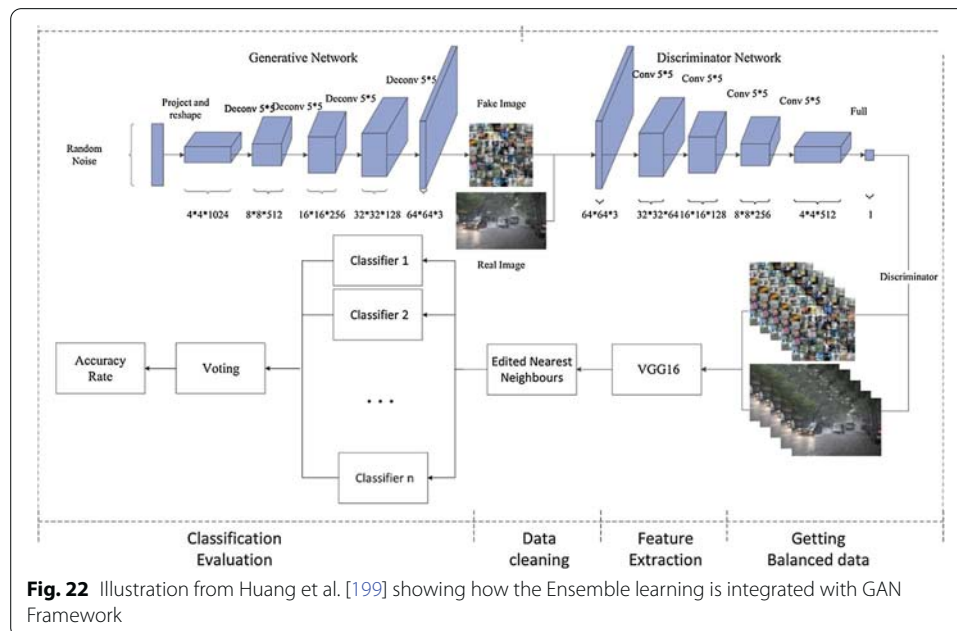 Generative Network
Discriminator Network
Project and
reshape
Deconv 5*5
Deconv 5*5
Deconv 5*5
Deconv 5*5
Fake Image
Conv 5*5
Conv 5*5
Conv 5*5
Conv 5*5
Full
Random
Noise
4*4*1024
8*8*512
16*16*256
32*32*128
64*64*3
64*64*3
32*32*64
16*16*128
8*8*256
4*4*512
1
Real Image
Discriminator
Classifier 1
Classifier 2
Accuracy
Rate
Voting
Edited Nearest
Neighbours
VGG16
• • •
Classifier n
Classification
Evaluation
Data
cleaning
Feature
Extraction
Getting
Balanced data
Fig. 22 Illustration from Huang et al. [199] showing how the Ensemble learning is integrated with GAN
Framework